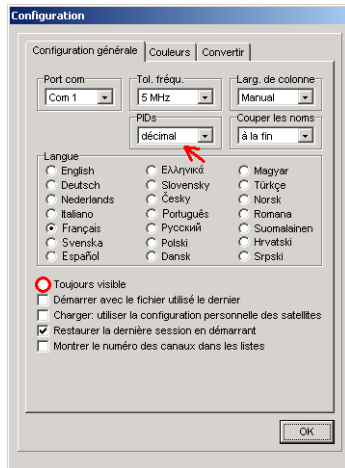 Configuration
Configuration générale Couleurs Convertir
Port com Tol. fréqu. Larg. de colonne
Com 1 5 MHz Manual
PIDs Couper les noms
décimal à la fin
Langue
English Ελληνικά Magyar
Deutsch Slovensky Türkçe
Nederlands Česky Norsk
Italiano Português Romana
Français Русский Suomalainen
Svenska Polski Hrvatski
Español Dansk Srpski
Toujours visible
Démarrer avec le fichier utilisé le dernier
Charger: utiliser la configuration personnelle des satellites
Restaurer la dernière session en démarrant
Montrer le numéro des canaux dans les listes
OK